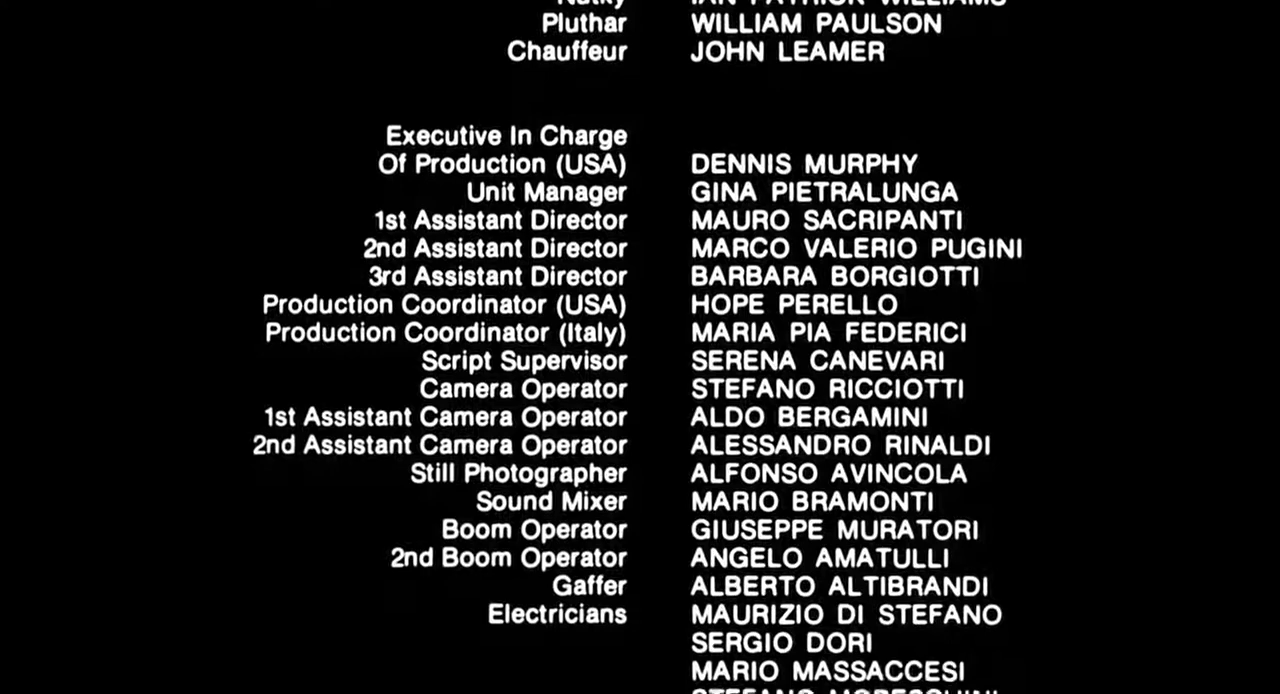 Pluthar WILLIAM PAULSON
Chauffeur JOHN LEAMER
Executive In Charge
Of Production (USA) DENNIS MURPHY
Unit Manager GINA PIETRALUNGA
1st Assistant Director MAURO SACRIPANTI
2nd Assistant Director MARCO VALERIO PUGINI
3rd Assistant Director BARBARA BORGIOTTI
Production Coordinator (USA) HOPE PERELLO
Production Coordinator (Italy) MARIA PIA FEDERICI
Script Supervisor SERENA CANEVARI
Camera Operator STEFANO RICCIOTTI
1st Assistant Camera Operator ALDO BERGAMINI
2nd Assistant Camera Operator ALESSANDRO RINALDI
Still Photographer ALFONSO AVINCOLA
Sound Mixer MARIO BRAMONTI
Boom Operator GIUSEPPE MURATORI
2nd Boom Operator ANGELO AMATULLI
Gaffer ALBERTO ALTIBRANDI
Electricians MAURIZIO DI STEFANO
SERGIO DORI
MARIO MASSACCESI